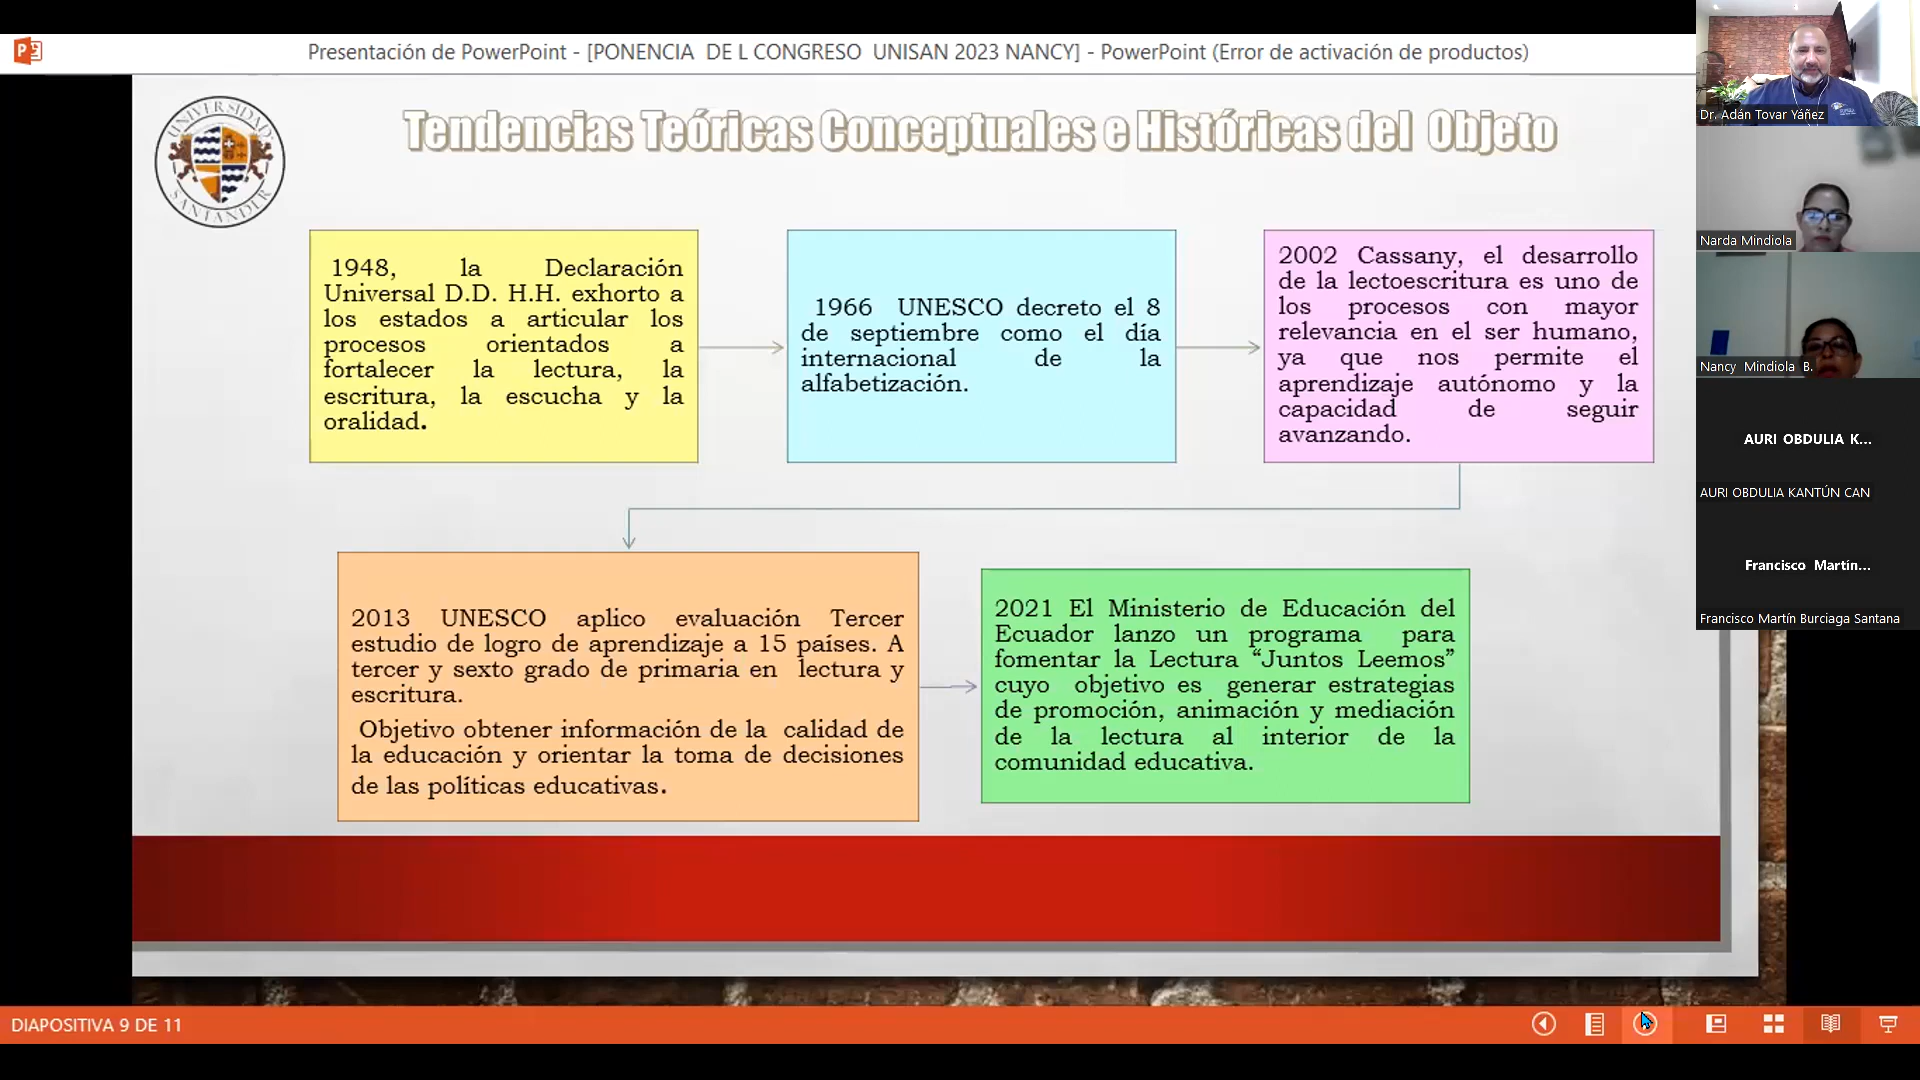 Presentación de PowerPoint - [PONENCIA DE L CONGRESO UNISAN 2023 NANCY] - PowerPoint (Error de activación de productos)
UNIVERSIDAD
SANTANDER
Tendencias Teóricas Conceptuales e Históricas del Objeto
1948, la Declaración
Universal D.D. H.H. exhorto a
los estados a articular los
procesos orientados a
fortalecer la lectura, la
escritura, la escucha y la
oralidad.
1966 UNESCO decreto el 8
de septiembre como el día
internacional de la
alfabetización.
2002 Cassany, el desarrollo
de la lectoescritura es uno de
los procesos con mayor
relevancia en el ser humano,
ya que nos permite el
aprendizaje autónomo y la
capacidad de seguir
avanzando.
2013 UNESCO aplico evaluación Tercer
estudio de logro de aprendizaje a 15 países. A
tercer y sexto grado de primaria en lectura y
escritura.
Objetivo obtener información de la calidad de
la educación y orientar la toma de decisiones
de las políticas educativas.
2021 El Ministerio de Educación del
Ecuador lanzo un programa para
fomentar la Lectura “Juntos Leemos”
cuyo objetivo es generar estrategias
de promoción, animación y mediación
de la lectura al interior de la
comunidad educativa.
Dr. Adán Tovar Yáñez
Narda Mindiola
Nancy Mindiola B.
AURI OBDULIA K...
AURI OBDULIA KANTÚN CAN
Francisco Martín...
Francisco Martín Burciaga Santana
DIAPOSITIVA 9 DE 11